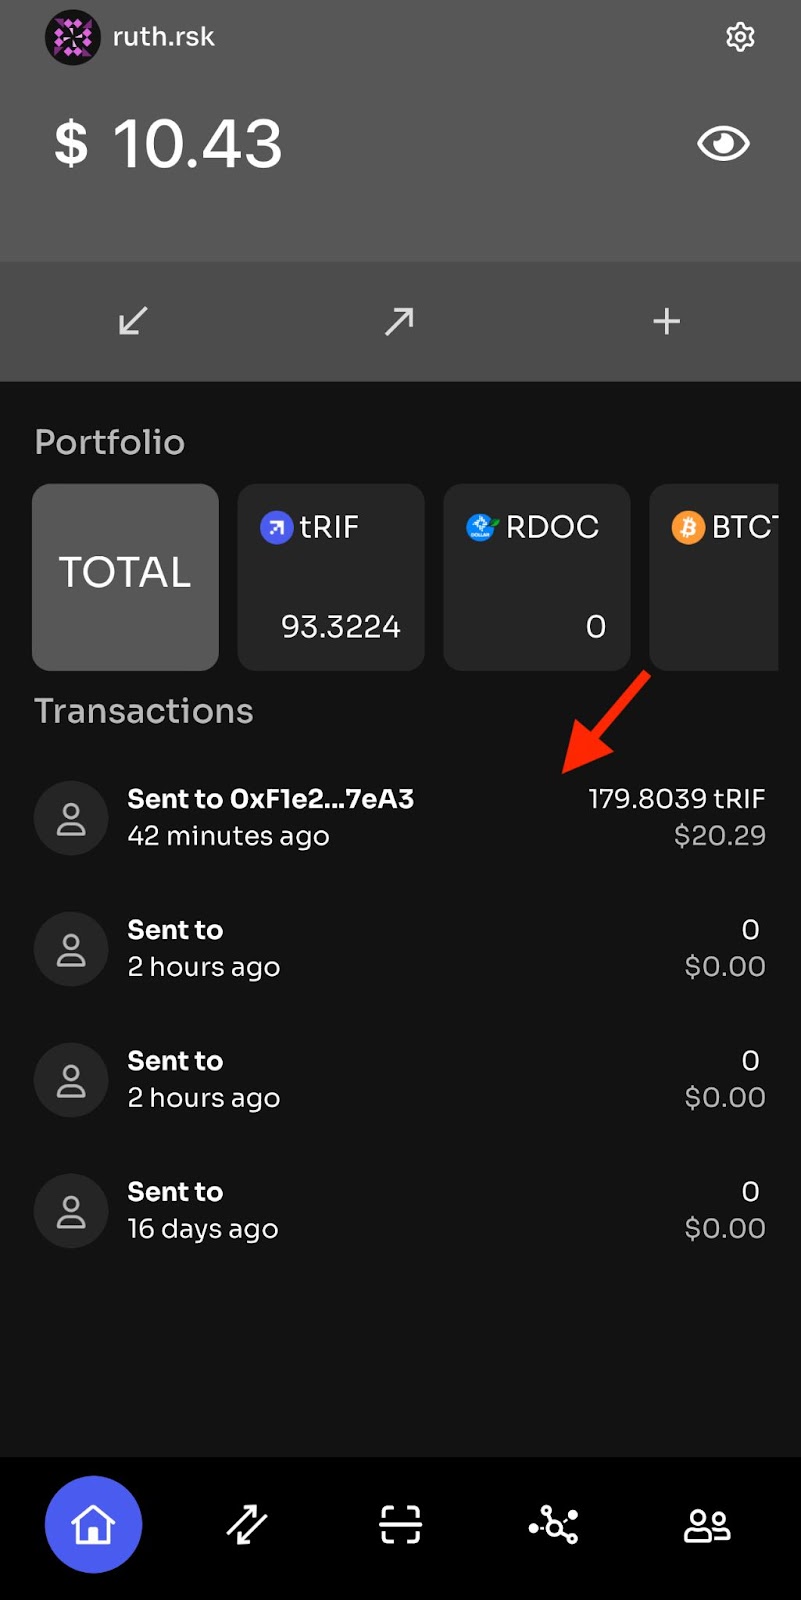 ruth.rsk
$ 10.43
Portfolio
TOTAL
tRIF
93.3224
RDOC
0
BTCT
Transactions
Sent to 0xF1e2...7eA3
179.8039 tRIF
42 minutes ago
$20.29
Sent to
0
2 hours ago
$0.00
Sent to
0
2 hours ago
$0.00
Sent to
0
16 days ago
$0.00